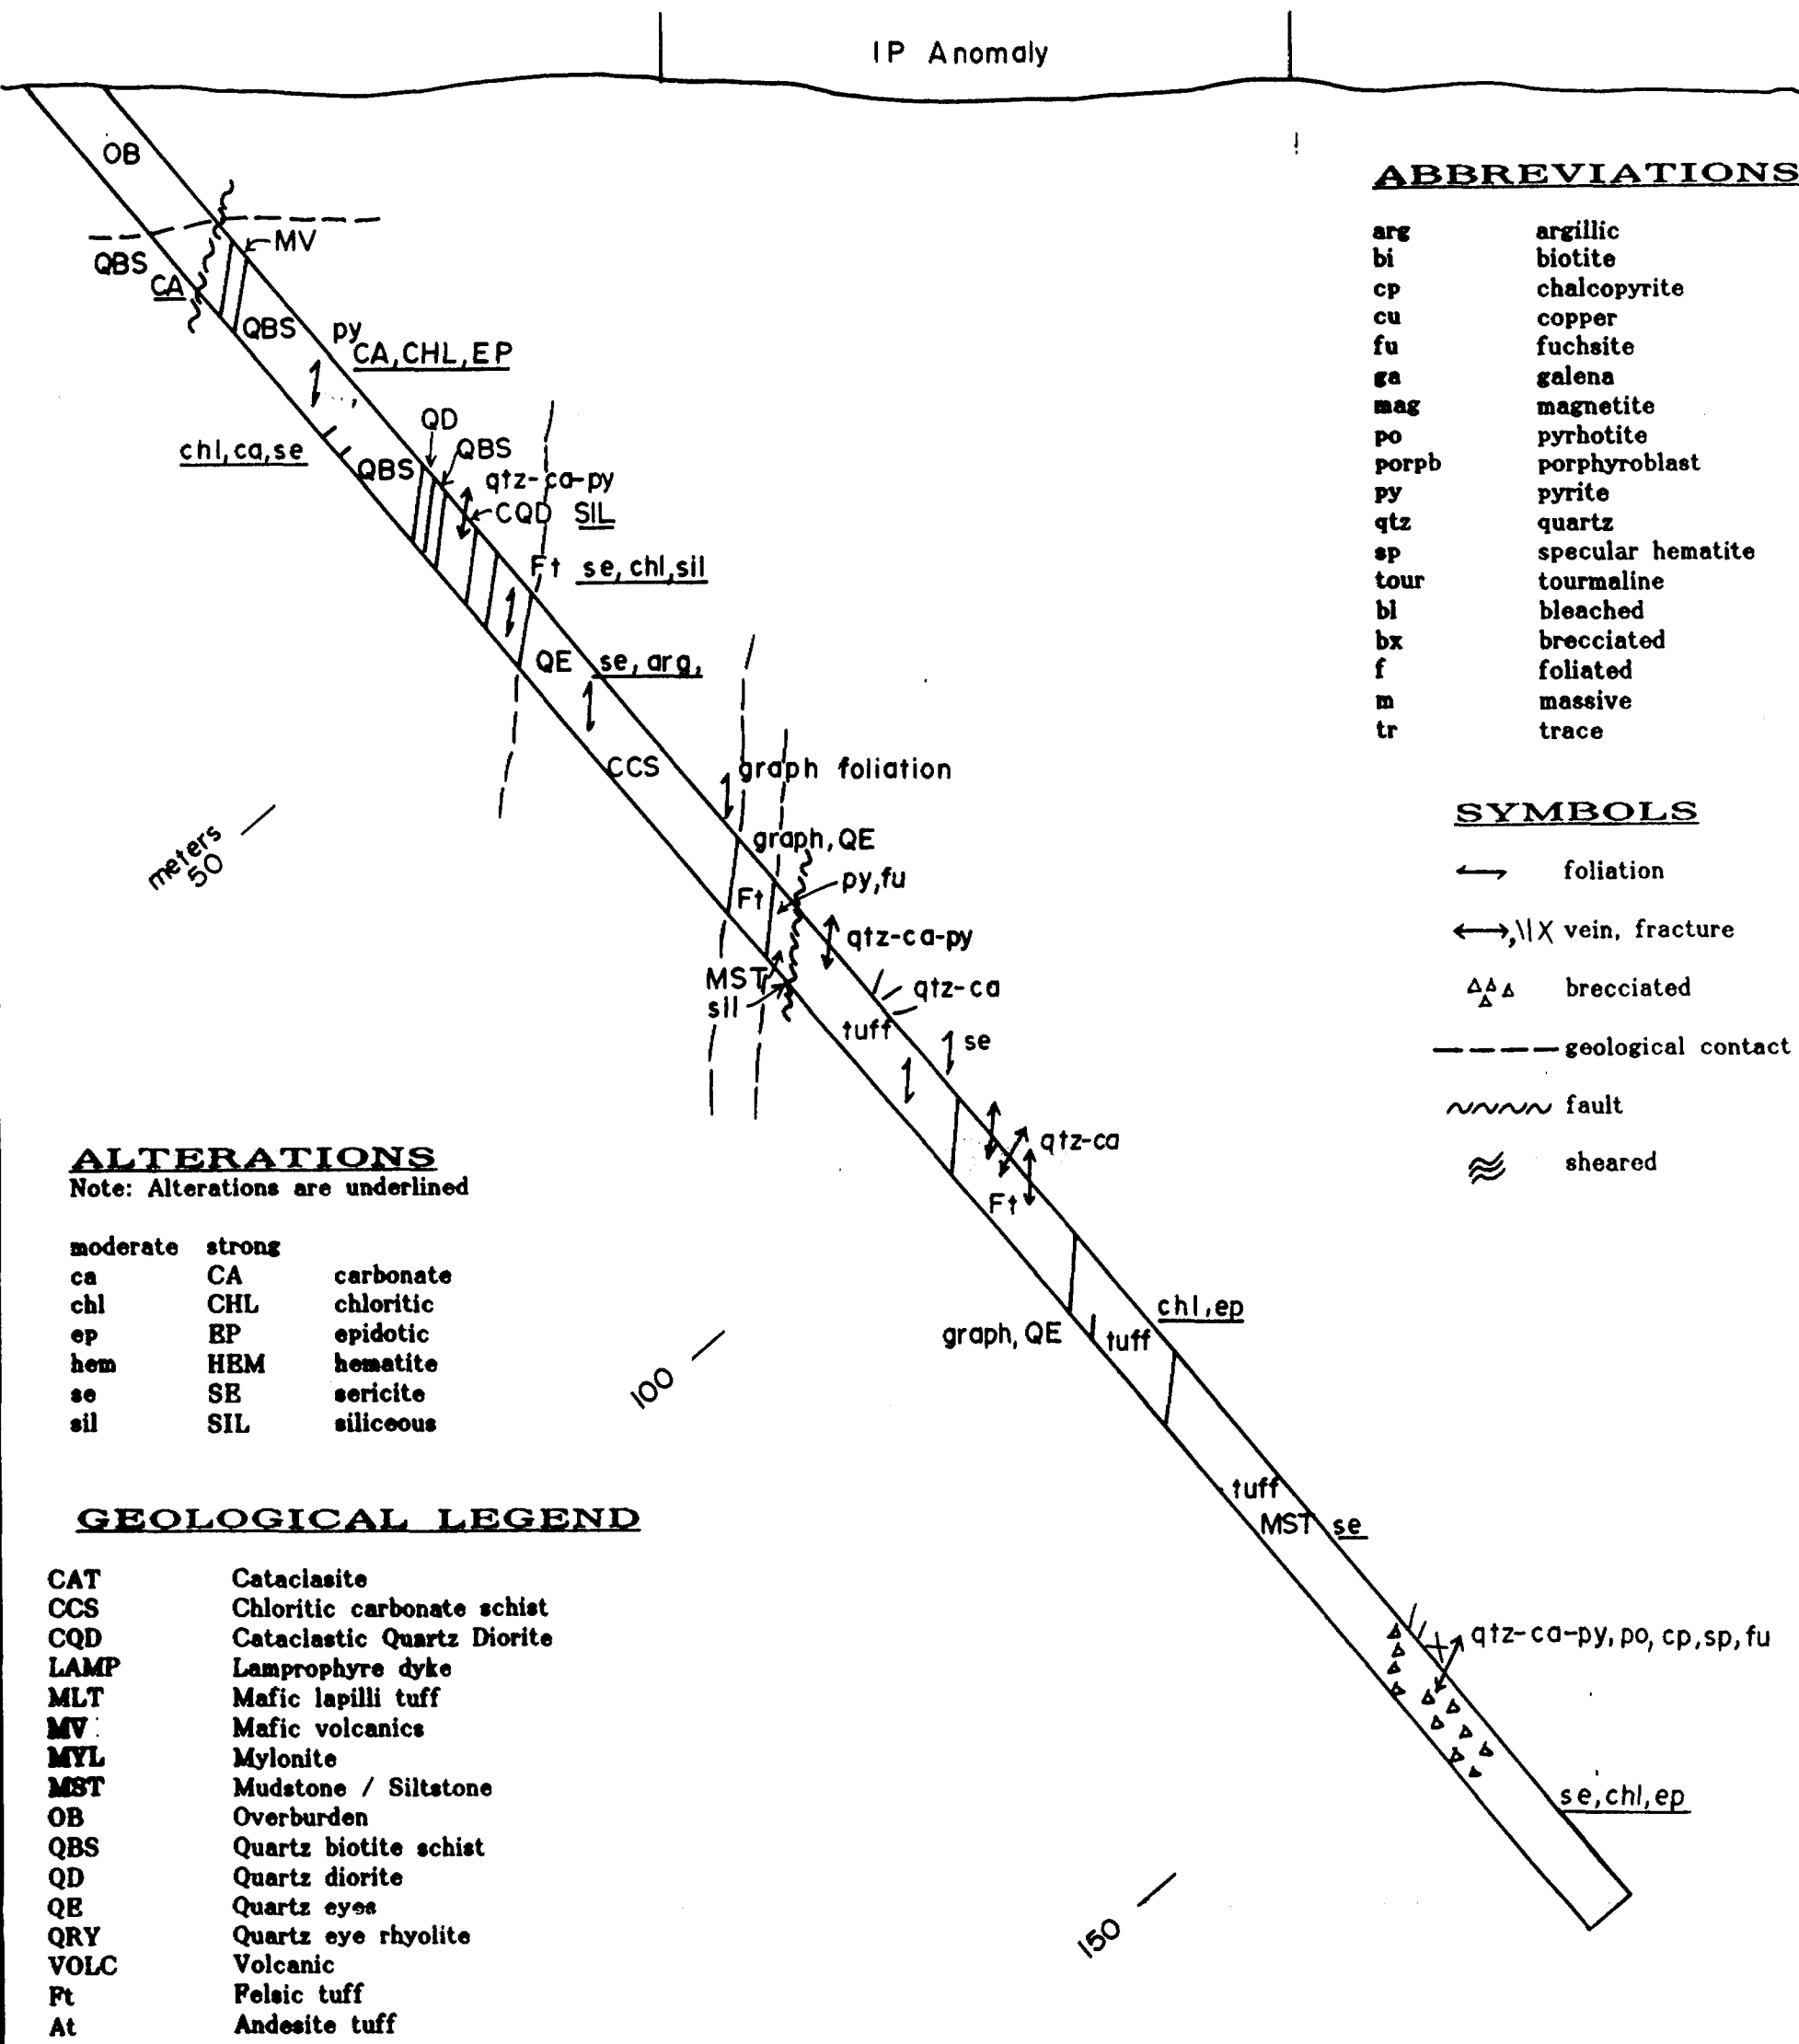 IP Anomaly
OB
MV
QBS
CA
QBS
py
CA, CHL, EP
QD
chl, ca, se
QBS
QBS
qtz-ca-py
CQD SIL
Ft se, chl, sil
QE se, arg,
CCS
graph foliation
meters
50
graph, QE
Ft
py, fu
qtz-ca-py
MST
sil
qtz-ca
tuff
se
qtz-ca
Ft
chl, ep
graph, QE
tuff
100
tuff
MST se
qtz-ca-py, po, cp, sp, fu
se, chl, ep
150
ABBREVIATIONS
arg argillic
bi biotite
cp chalcopyrite
cu copper
fu fuchsite
ga galena
mag magnetite
po pyrhotite
porpb porphyroblast
py pyrite
qtz quartz
sp specular hematite
tour tourmaline
bl bleached
bx brecciated
f foliated
m massive
tr trace
SYMBOLS
foliation
vein, fracture
brecciated
geological contact
fault
sheared
ALTERATIONS
Note: Alterations are underlined
moderate strong
ca CA carbonate
chl CHL chloritic
ep EP epidotic
hem HEM hematite
se SE sericite
sil SIL siliceous
GEOLOGICAL LEGEND
CAT Cataclasite
CCS Chloritic carbonate schist
CQD Cataclastic Quartz Diorite
LAMP Lamprophyre dyke
MLT Mafic lapilli tuff
MV Mafic volcanics
MYL Mylonite
MST Mudstone / Siltstone
OB Overburden
QBS Quartz biotite schist
QD Quartz diorite
QE Quartz eyes
QRY Quartz eye rhyolite
VOLC Volcanic
Ft Felsic tuff
At Andesite tuff